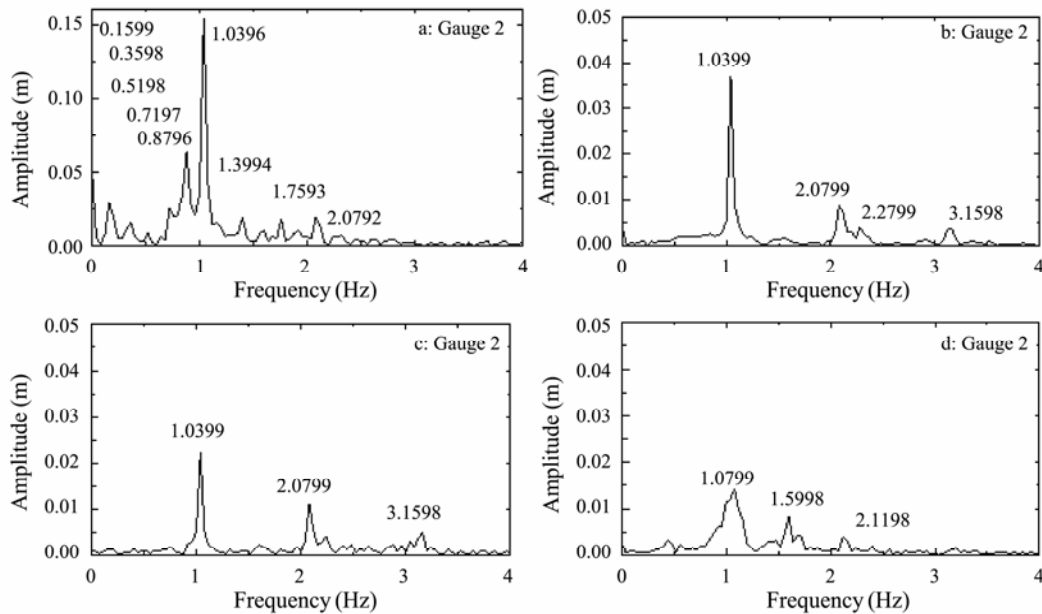 a: Gauge 2
0.15
0.10
0.05
0.00
Amplitude (m)
0.1599
0.3598
0.5198
0.7197
0.8796
1.0396
1.3994
1.7593
2.0792
0 1 2 3 4
Frequency (Hz)
b: Gauge 2
0.05
0.04
0.03
0.02
0.01
0.00
Amplitude (m)
1.0399
2.0799
2.2799
3.1598
0 1 2 3 4
Frequency (Hz)
c: Gauge 2
0.05
0.04
0.03
0.02
0.01
0.00
Amplitude (m)
1.0399
2.0799
3.1598
0 1 2 3 4
Frequency (Hz)
d: Gauge 2
0.05
0.04
0.03
0.02
0.01
0.00
Amplitude (m)
1.0799
1.5998
2.1198
0 1 2 3 4
Frequency (Hz)